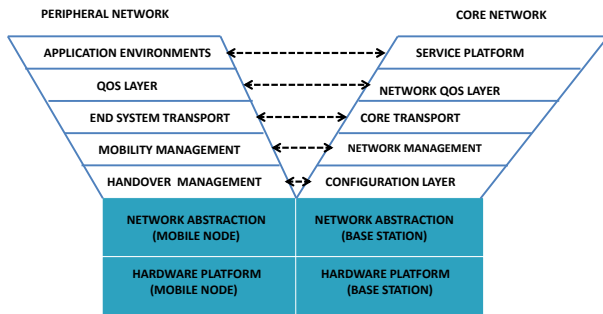 PERIPHERAL NETWORK
CORE NETWORK
APPLICATION ENVIRONMENTS
SERVICE PLATFORM
QOS LAYER
NETWORK QOS LAYER
END SYSTEM TRANSPORT
CORE TRANSPORT
MOBILITY MANAGEMENT
NETWORK MANAGEMENT
HANDOVER MANAGEMENT
CONFIGURATION LAYER
NETWORK ABSTRACTION
(MOBILE NODE)
NETWORK ABSTRACTION
(BASE STATION)
HARDWARE PLATFORM
(MOBILE NODE)
HARDWARE PLATFORM
(BASE STATION)